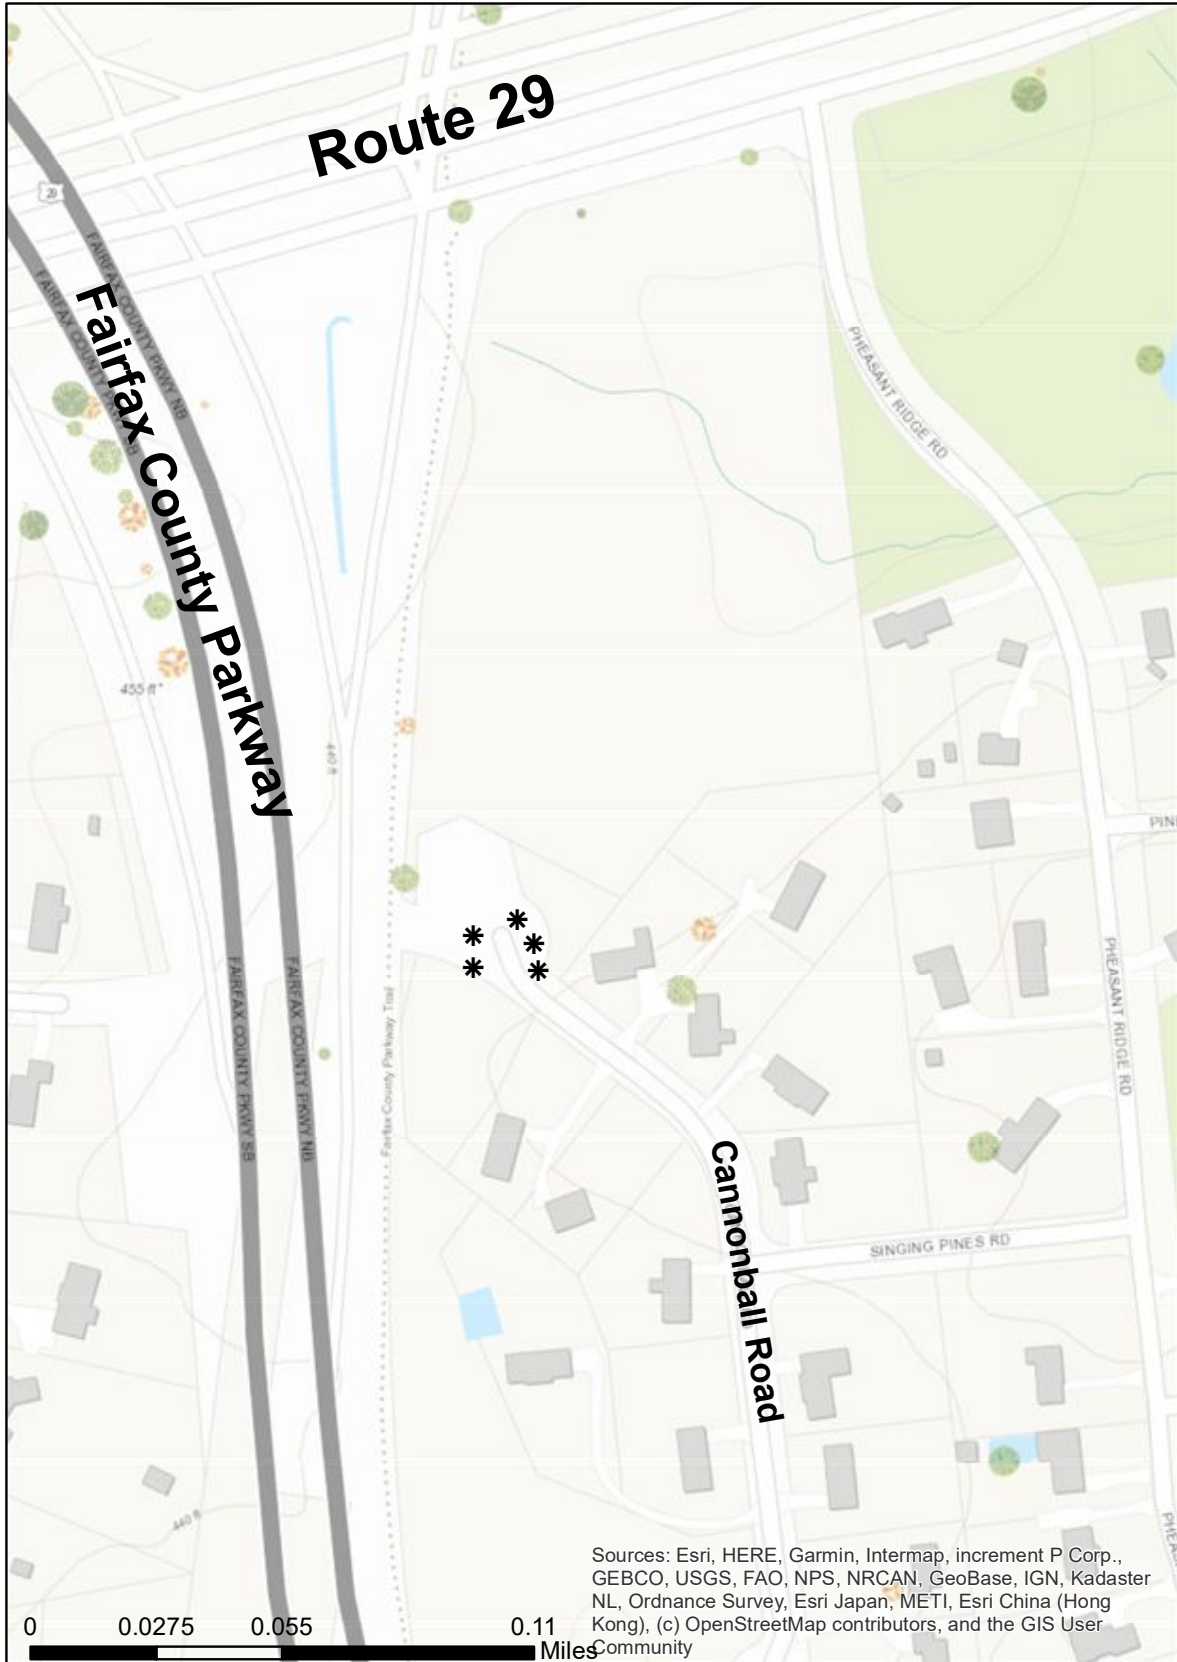 Route 29
29
FAIRFAX COUNTY PKWY NB
Fairfax County Parkway
PHEASANT RIDGE RD
455 ft
440 ft
PIN
FAIRFAX COUNTY PKWY SB
FAIRFAX COUNTY PKWY NB
Fairfax County Parkway Trail
PHEASANT RIDGE RD
Cannonball Road
SINGING PINES RD
440 ft
Sources: Esri, HERE, Garmin, Intermap, increment P Corp.,
GEBCO, USGS, FAO, NPS, NRCAN, GeoBase, IGN, Kadaster
NL, Ordnance Survey, Esri Japan, METI, Esri China (Hong
Kong), (c) OpenStreetMap contributors, and the GIS User
Community
0 0.0275 0.055 0.11
Miles